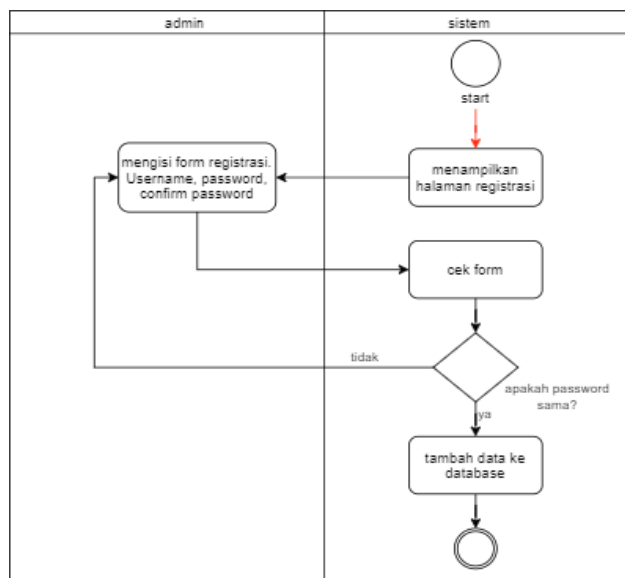 admin
sistem
start
mengisi form registrasi.
Username, password,
confirm password
menampilkan
halaman registrasi
cek form
tidak
apakah password
sama?
ya
tambah data ke
database